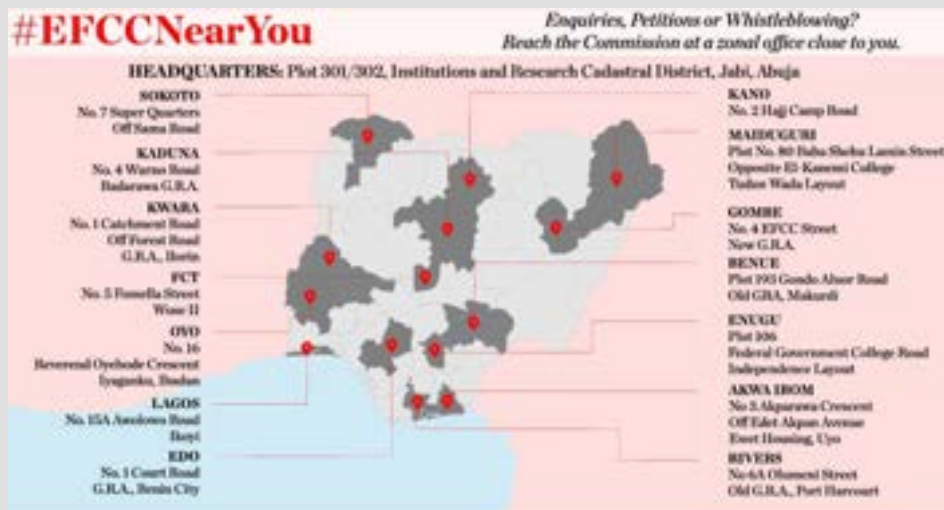 #EFCCNearYou
Enquiries, Petitions or Whistleblowing?
Reach the Commission at a zonal office close to you.
HEADQUARTERS: Plot 301/302, Institutions and Research Cadastral District, Jabi, Abuja
SOKOTO
No. 7 Super Quarters
Off Sama Road
KADUNA
No. 4 Wurno Road
Badarawa G.R.A.
KWARA
No. 1 Catchment Road
Off Forest Road
G.R.A., Ilorin
FCT
No. 5 Fomella Street
Wuse II
OYO
No. 16
Reverend Oyebode Crescent
Iyaganku, Ibadan
LAGOS
No. 15A Awolowo Road
Ikoyi
EDO
No. 1 Court Road
G.R.A., Benin City
KANO
No. 2 Hajj Camp Road
MAIDUGURI
Plot No. 80 Baba Shehu Street
Opposite El-Kanemi College
Tudun Wada Layout
GOMBE
No. 4 EFCC Street
New G.R.A.
BENUE
Plot Gondo Aluor Road
Old GRA, Makurdi
ENUGU
Plot 106
Federal Government College Road
Independence Layout
AKWA IBOM
No 3 Akparawa Crescent
Off Edet Akpan Avenue
Ewet Housing, Uyo
RIVERS
No 6A Olumeni Street
Old G.R.A., Port Harcourt